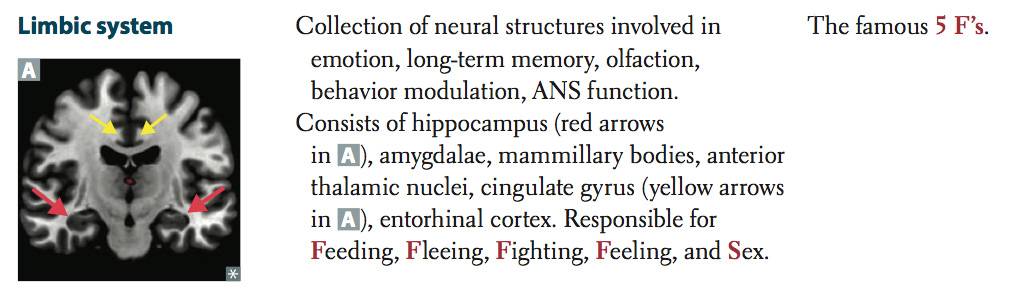 Limbic system
A
*
Collection of neural structures involved in
emotion, long-term memory, olfaction,
behavior modulation, ANS function.
Consists of hippocampus (red arrows
in A), amygdalae, mammillary bodies, anterior
thalamic nuclei, cingulate gyrus (yellow arrows
in A), entorhinal cortex. Responsible for
Feeding, Fleeing, Fighting, Feeling, and Sex.
The famous 5 F’s.